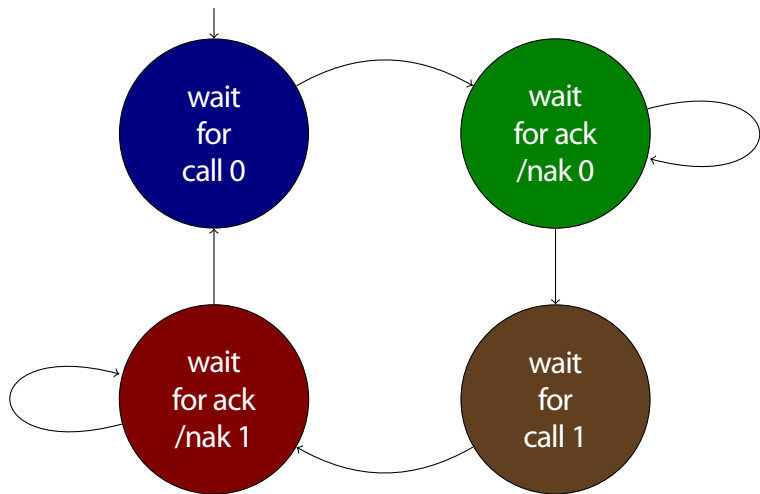 wait
for
call 0
wait
for ack
/nak 0
wait
for ack
/nak 1
wait
for
call 1